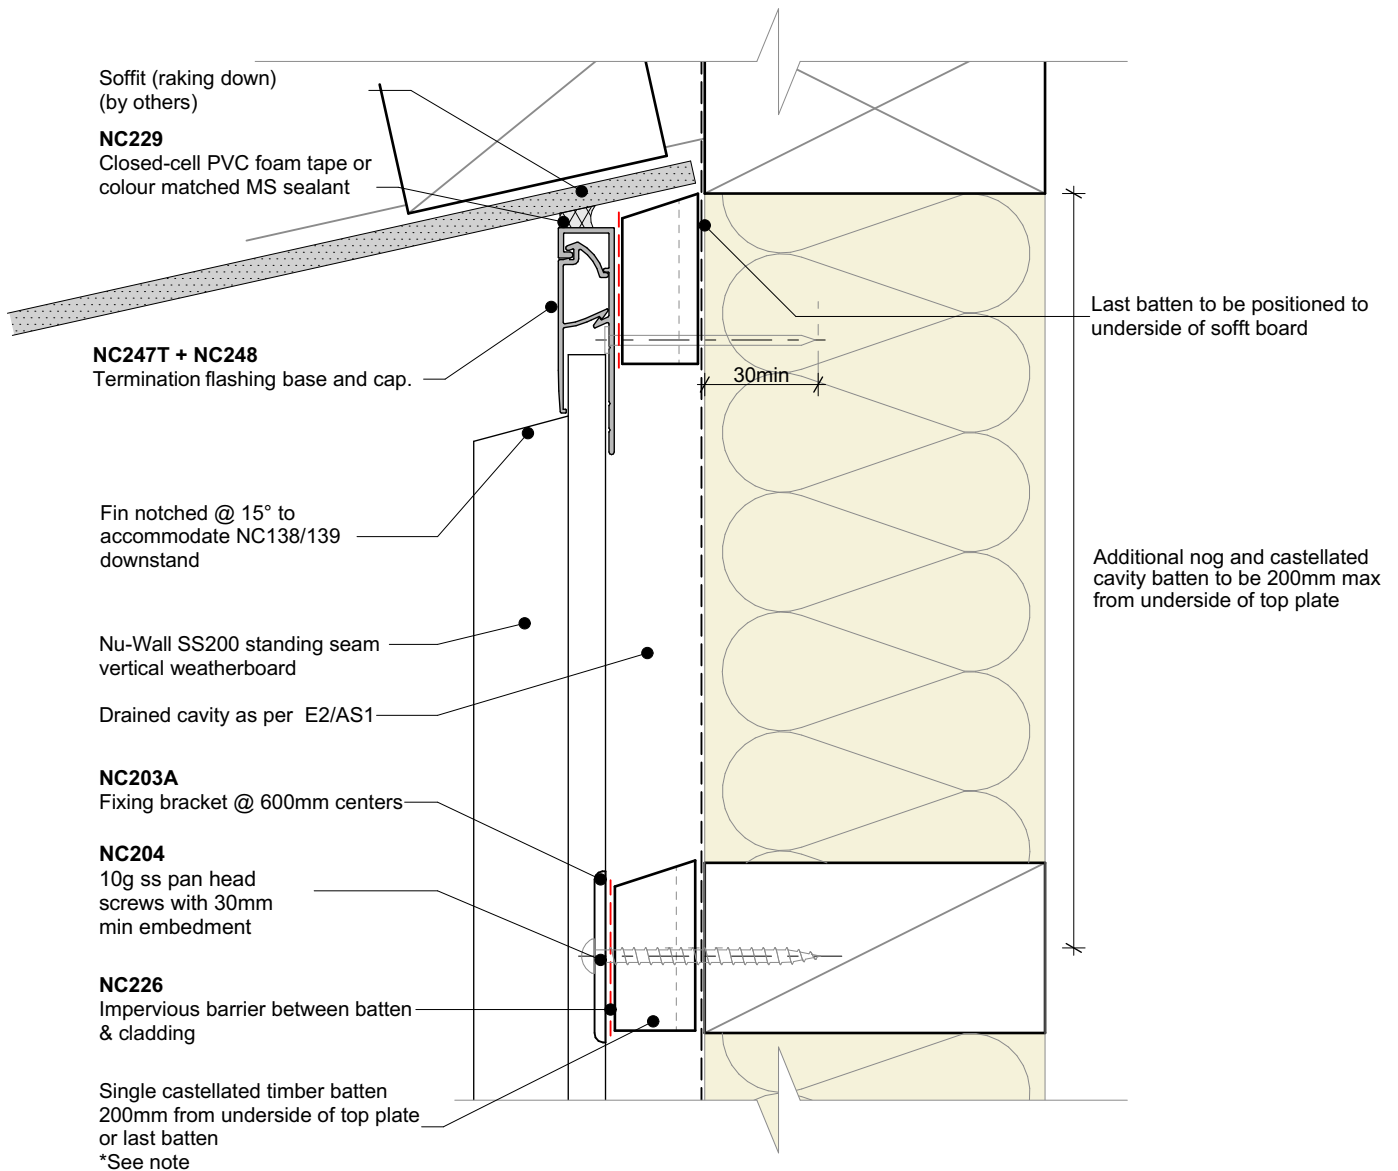 Soffit (raking down)
(by others)
NC229
Closed-cell PVC foam tape or
colour matched MS sealant
NC247T + NC248
Termination flashing base and cap.
Fin notched @ 15° to
accommodate NC138/139
downstand
Nu-Wall SS200 standing seam
vertical weatherboard
Drained cavity as per E2/AS1
NC203A
Fixing bracket @ 600mm centers
NC204
10g ss pan head
screws with 30mm
min embedment
NC226
Impervious barrier between batten
& cladding
Single castellated timber batten
200mm from underside of top plate
or last batten
*See note
30min
Last batten to be positioned to
underside of sofft board
Additional nog and castellated
cavity batten to be 200mm max
from underside of top plate